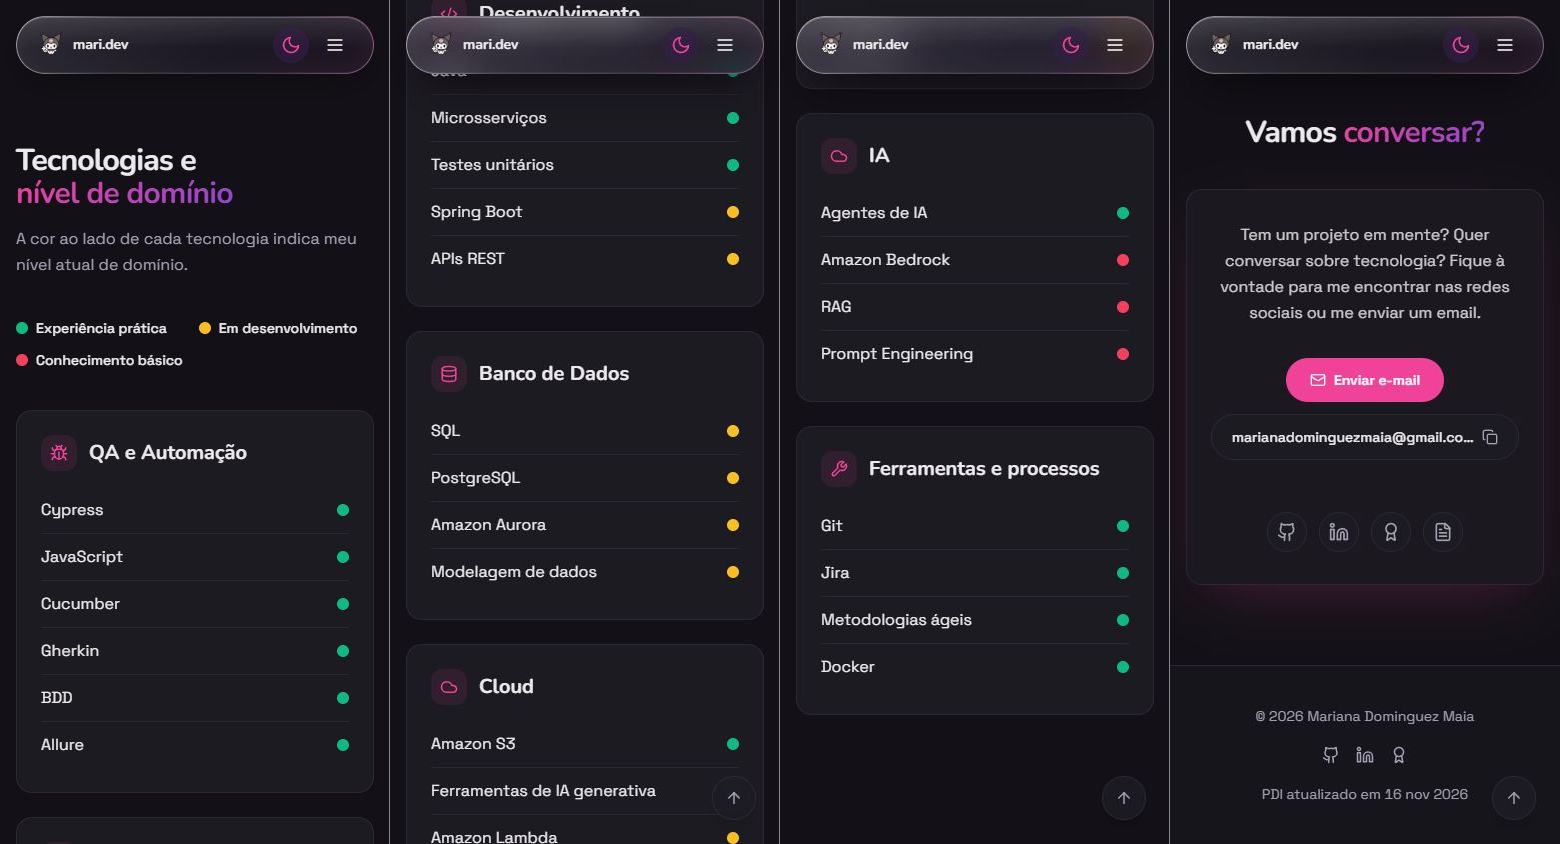 mari.dev
Tecnologias e
nível de domínio
A cor ao lado de cada tecnologia indica meu
nível atual de domínio.
Experiência prática
Em desenvolvimento
Conhecimento básico
QA e Automação
Cypress
JavaScript
Cucumber
Gherkin
BDD
Allure
Desenvolvimento
mari.dev
Java
Microsserviços
Testes unitários
Spring Boot
APIs REST
Banco de Dados
SQL
PostgreSQL
Amazon Aurora
Modelagem de dados
Cloud
Amazon S3
Ferramentas de IA generativa
Amazon Lambda
mari.dev
IA
Agentes de IA
Amazon Bedrock
RAG
Prompt Engineering
Ferramentas e processos
Git
Jira
Metodologias ágeis
Docker
mari.dev
Vamos conversar?
Tem um projeto em mente? Quer
conversar sobre tecnologia? Fique à
vontade para me encontrar nas redes
sociais ou me enviar um email.
Enviar e-mail
marianadominguezmaia@gmail.co...
© 2026 Mariana Dominguez Maia
PDI atualizado em 16 nov 2026